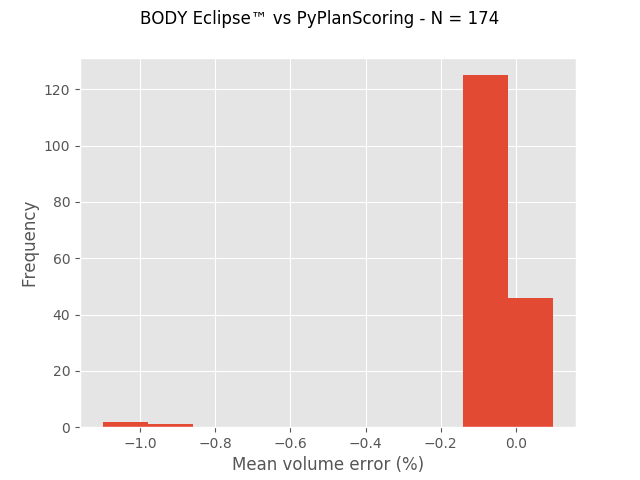 BODY Eclipse™ vs PyPlanScoring - N = 174
120
100
80
60
40
20
0
Frequency
−1.0 −0.8 −0.6 −0.4 −0.2 0.0
Mean volume error (%)